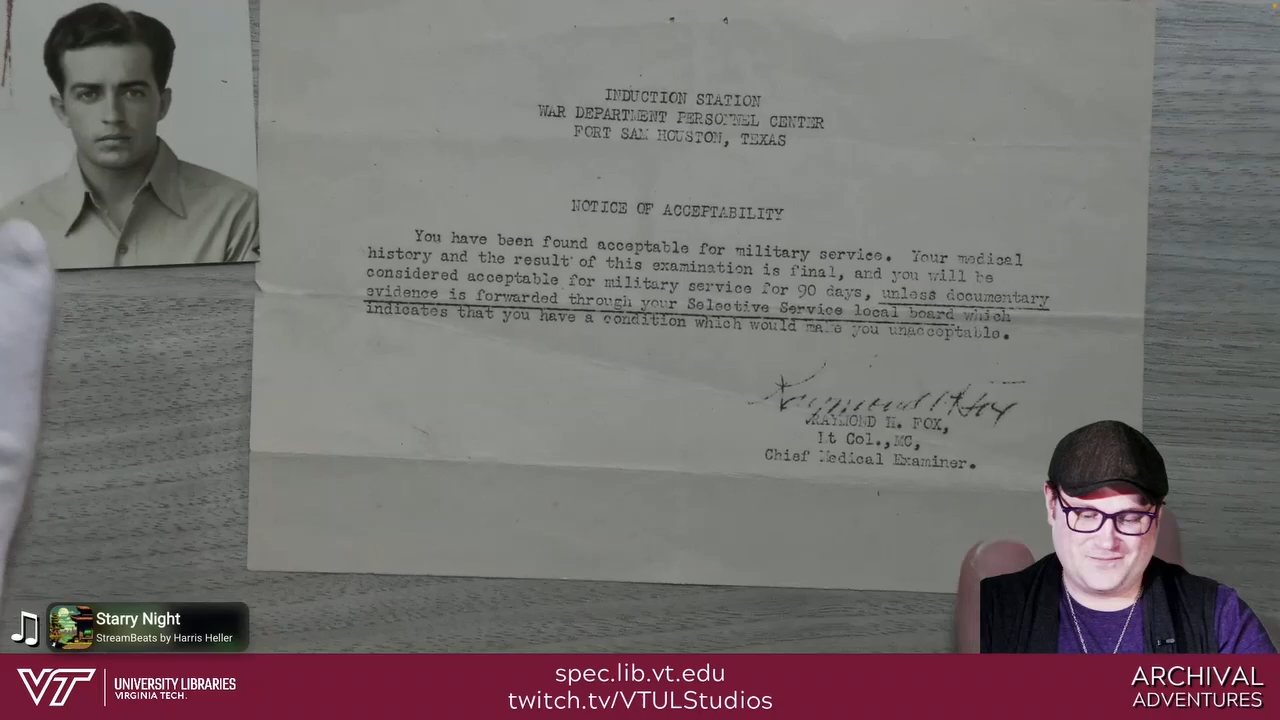 INDUCTION STATION
WAR DEPARTMENT PERSONNEL CENTER
FORT SAM HOUSTON, TEXAS
NOTICE OF ACCEPTABILITY
You have been found acceptable for military service. Your medical
history and the result of this examination is final, and you will be
considered acceptable for military service for 90 days, unless documentary
evidence is forwarded through your Selective Service local board which
indicates that you have a condition which would make you unacceptable.
Raymond H Fox
RAYMOND H. FOX,
Lt Col.,MC,
Chief Medical Examiner.
Starry Night
StreamBeats by Harris Heller
VT UNIVERSITY LIBRARIES
VIRGINIA TECH.
spec.lib.vt.edu
twitch.tv/VTULStudios
ARCHIVAL
ADVENTURES